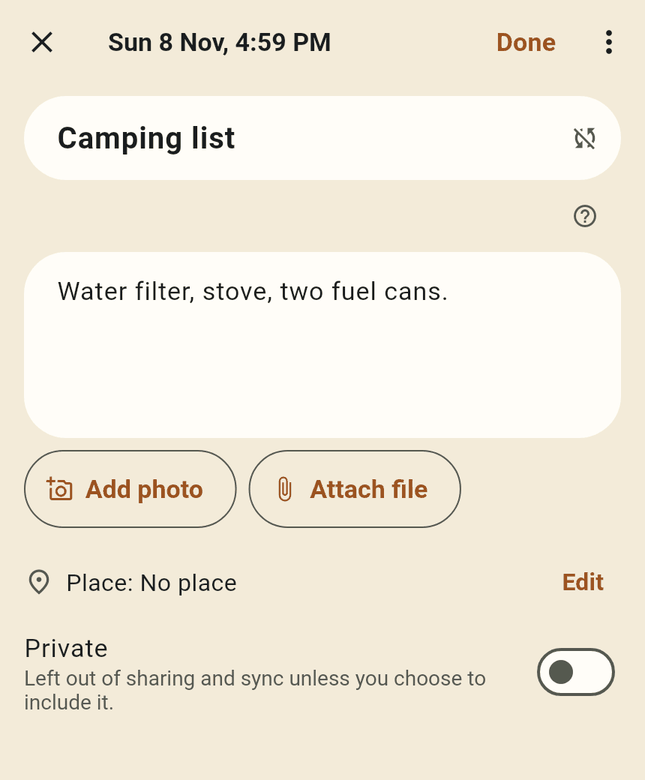 Sun 8 Nov, 4:59 PM
Done
Camping list
Water filter, stove, two fuel cans.
Add photo
Attach file
Place: No place
Edit
Private
Left out of sharing and sync unless you choose to
include it.